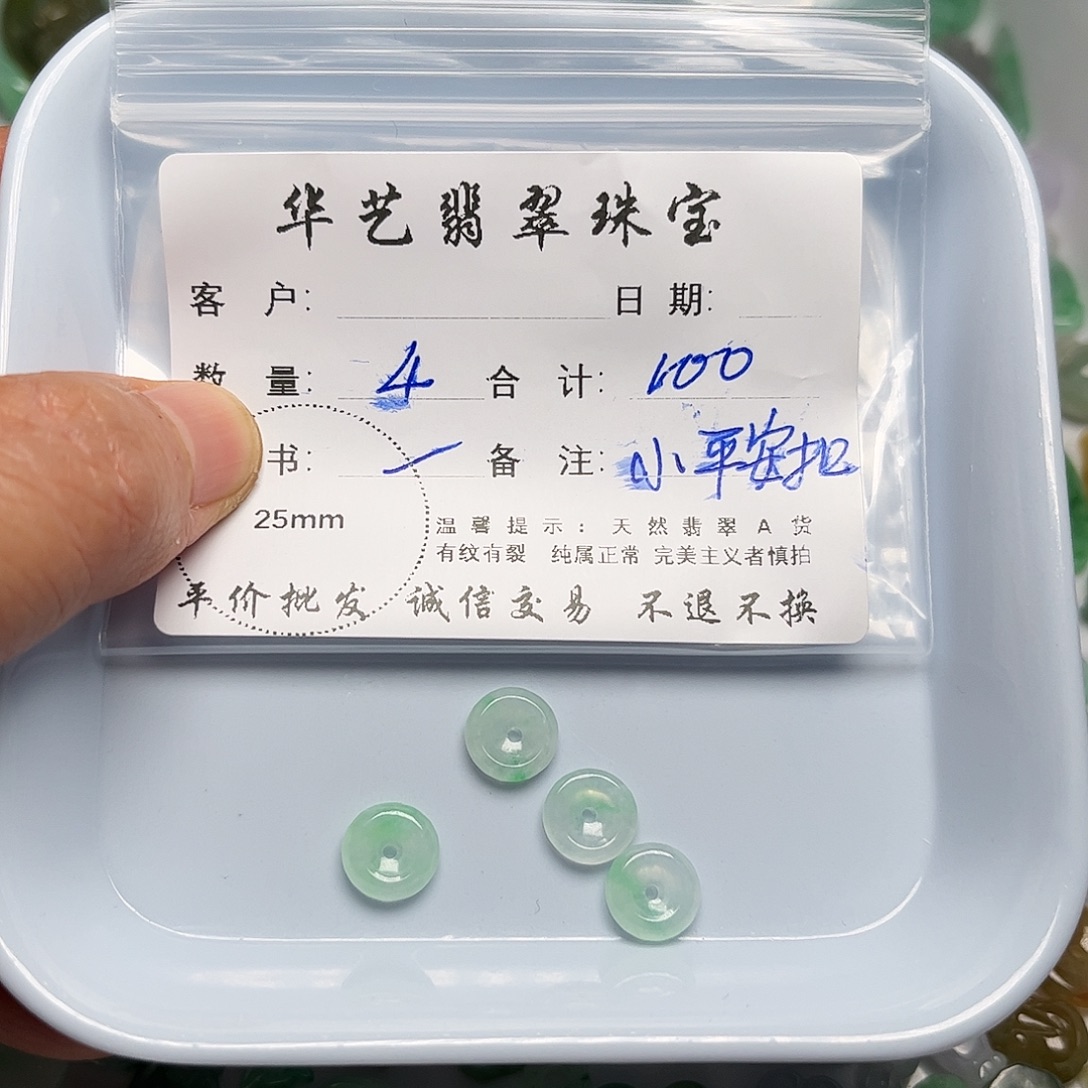 华艺翡翠珠宝
客 户: 日 期:
数 量: 4 合 计: 100
书: 一 备 注: 小平安扣
25mm
温馨提示:天然翡翠A货
有纹有裂 纯属正常 完美主义者慎拍
平价批发 诚信交易 不退不换